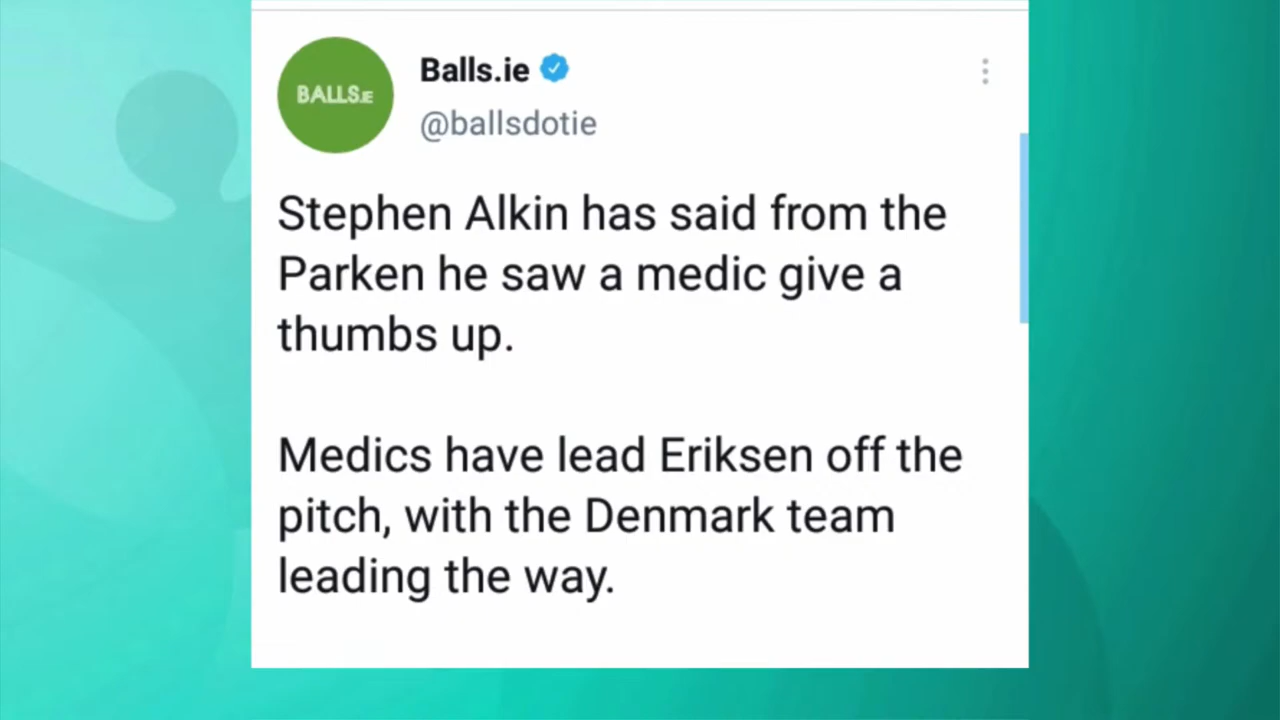 BALLS.IE
Balls.ie
@ballsdotie
Stephen Alkin has said from the
Parken he saw a medic give a
thumbs up.
Medics have lead Eriksen off the
pitch, with the Denmark team
leading the way.